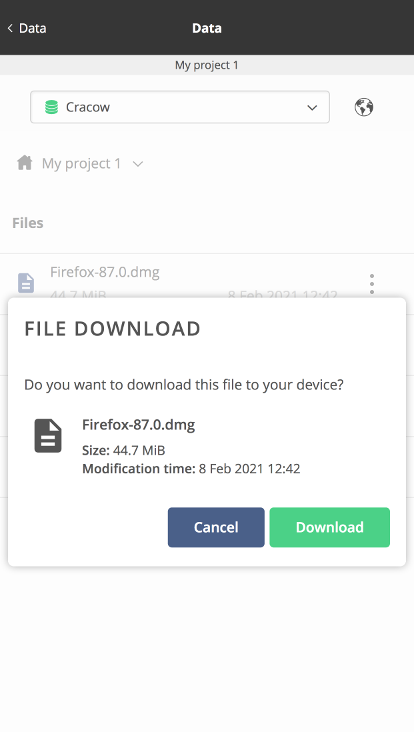 Data
Data
My project 1
Cracow
My project 1
Files
Firefox-87.0.dmg
44.7 MiB 8 Feb 2021 12:42
FILE DOWNLOAD
Do you want to download this file to your device?
Firefox-87.0.dmg
Size: 44.7 MiB
Modification time: 8 Feb 2021 12:42
Cancel Download